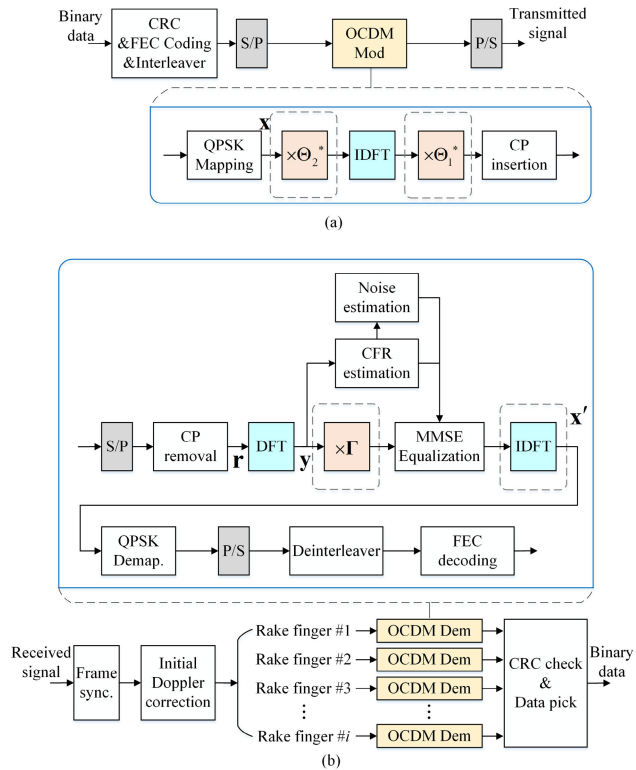 Binary
data
CRC
&FEC Coding
&Interleaver
S/P
OCDM
Mod
P/S
Transmitted
signal
x
QPSK
Mapping
×Θ₂*
IDFT
×Θ₁*
CP
insertion
(a)
Noise
estimation
CFR
estimation
S/P
CP
removal
r
DFT
y
×Γ
MMSE
Equalization
IDFT
x′
QPSK
Demap.
P/S
Deinterleaver
FEC
decoding
Received
signal
Frame
sync.
Initial
Doppler
correction
Rake finger #1
OCDM Dem
Rake finger #2
OCDM Dem
Rake finger #3
OCDM Dem
⋮
⋮
Rake finger #i
OCDM Dem
CRC check
&
Data pick
Binary
data
(b)